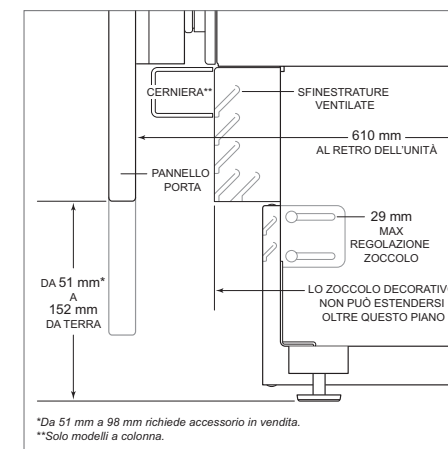 CERNIERA**
SFINESTRATURE
VENTILATE
610 mm
AL RETRO DELL'UNITÀ
PANNELLO
PORTA
29 mm
MAX
REGOLAZIONE
ZOCCOLO
DA 51 mm*
A
152 mm
DA TERRA
LO ZOCCOLO DECORATIVO
NON PUÒ ESTENDERSI
OLTRE QUESTO PIANO
*Da 51 mm a 98 mm richiede accessorio in vendita.
**Solo modelli a colonna.